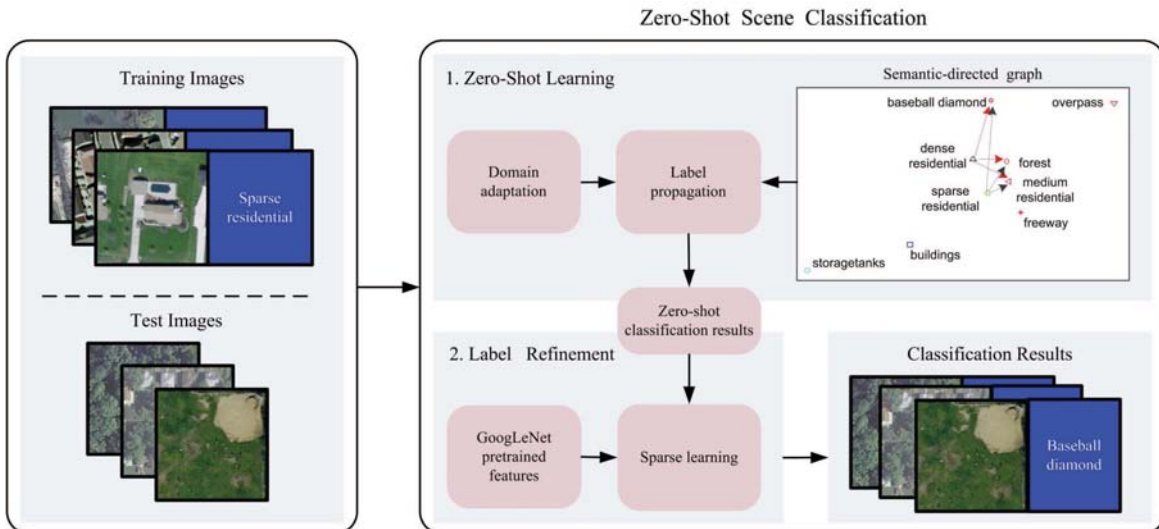 Zero-Shot Scene Classification
Training Images
Sparse
residential
Test Images
1. Zero-Shot Learning
Domain
adaptation
Label
propagation
Semantic-directed graph
baseball diamond
overpass
dense
residential
forest
medium
residential
sparse
residential
freeway
buildings
storagetanks
Zero-shot
classification results
2. Label Refinement
GoogLeNet
pretrained
features
Sparse learning
Classification Results
Baseball
diamond